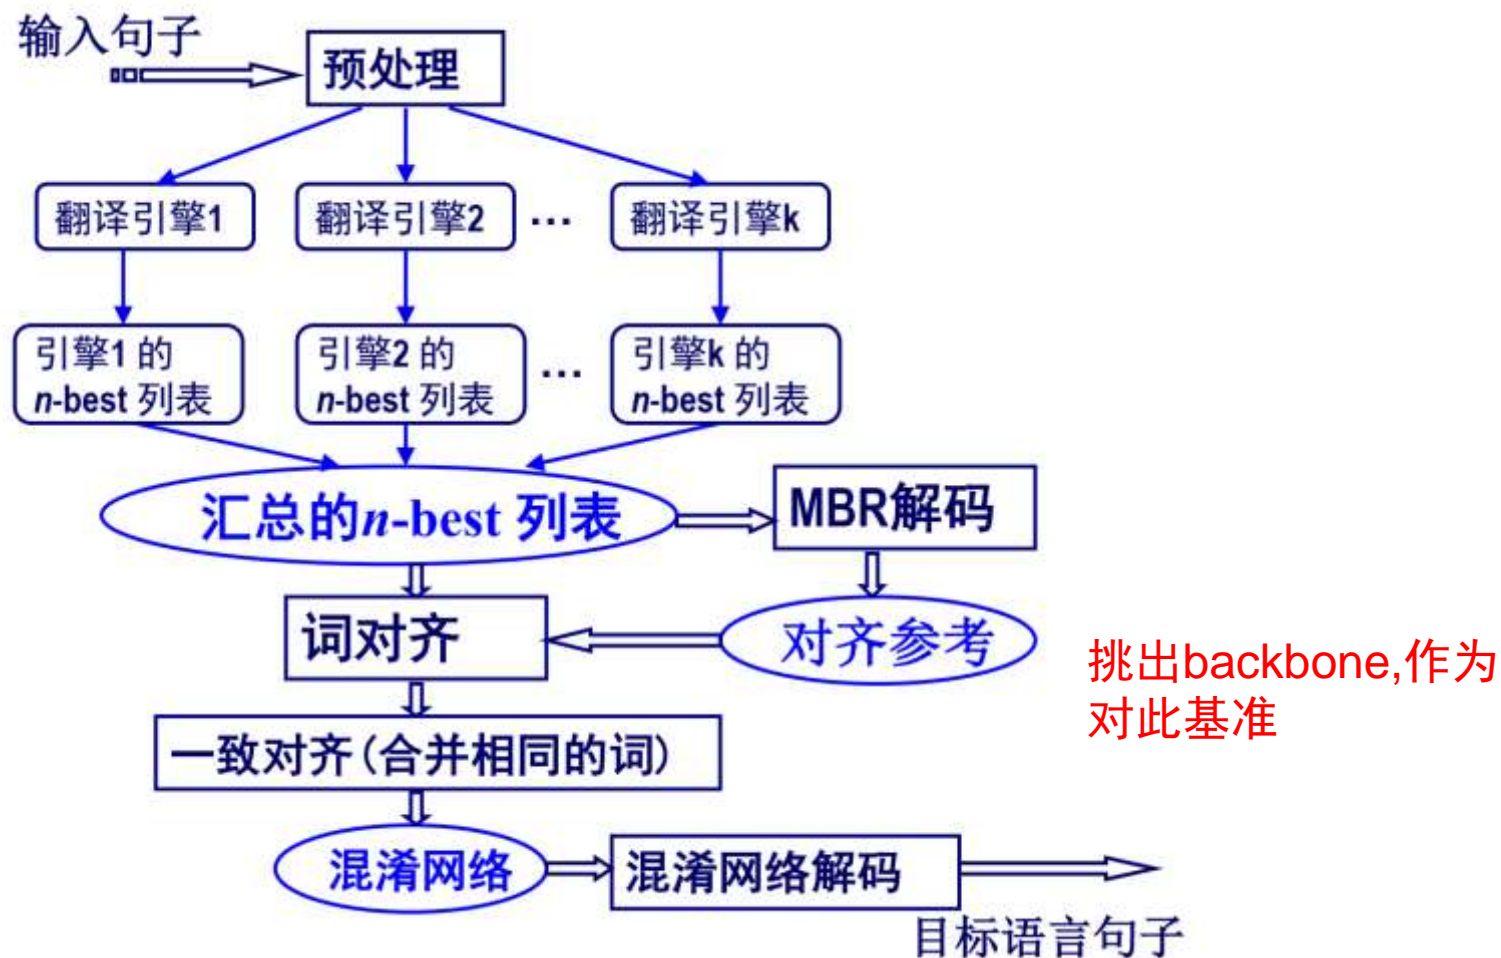 输入句子
预处理
翻译引擎1
翻译引擎2
…
翻译引擎k
引擎1 的
n-best 列表
引擎2 的
n-best 列表
…
引擎k 的
n-best 列表
汇总的n-best 列表
MBR解码
词对齐
对齐参考
挑出backbone,作为
对此基准
一致对齐(合并相同的词)
混淆网络
混淆网络解码
目标语言句子